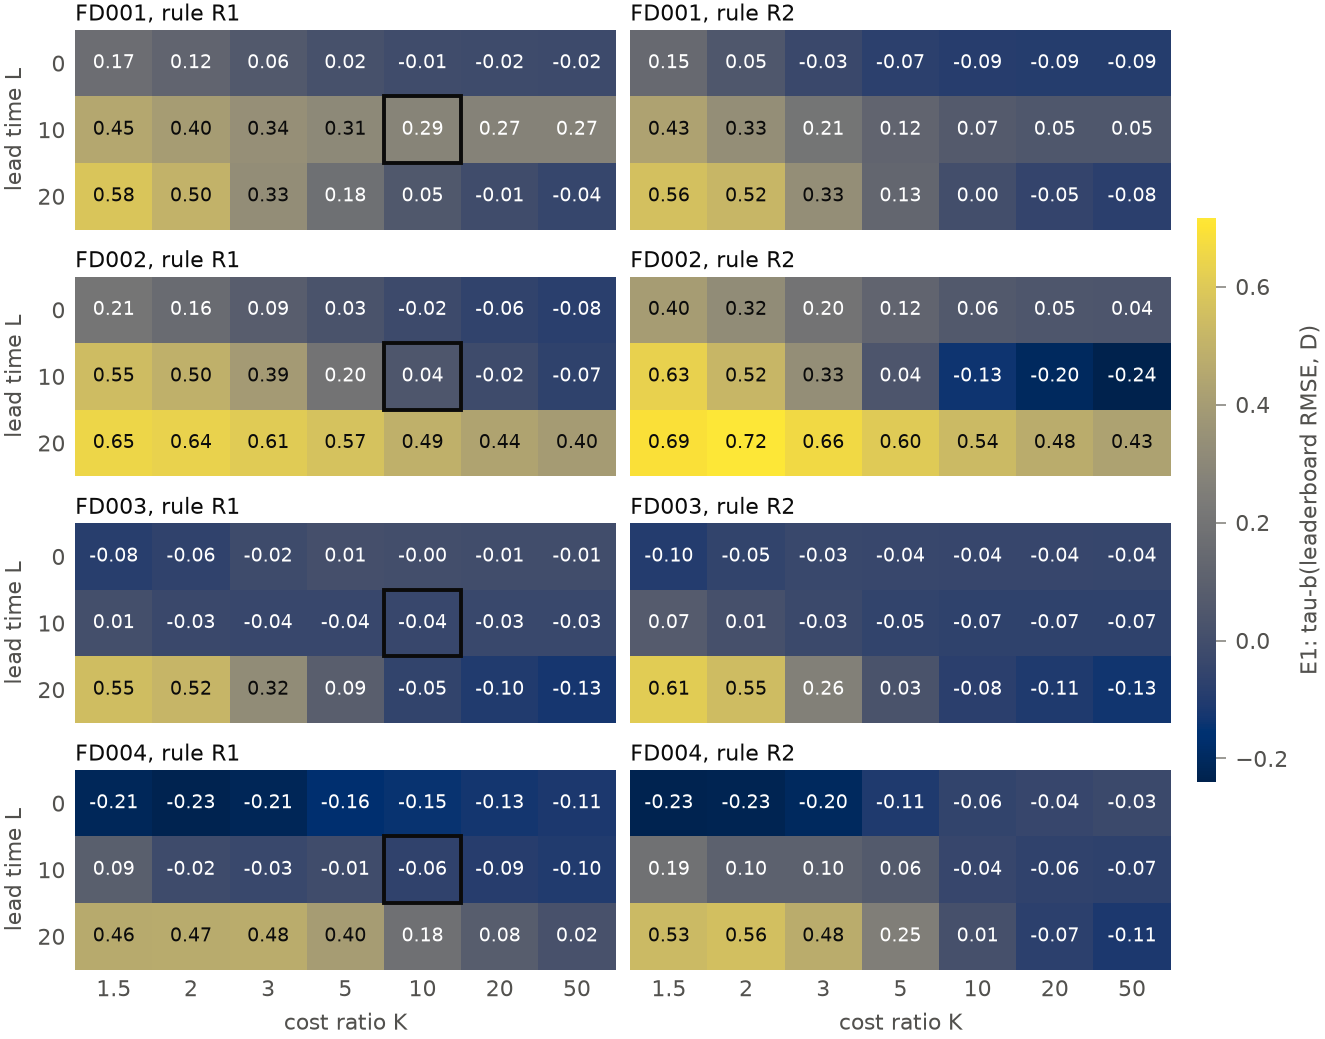 FD001, rule R1
FD001, rule R2
lead time L
0 0.17 0.12 0.06 0.02 -0.01 -0.02 -0.02 0.15 0.05 -0.03 -0.07 -0.09 -0.09 -0.09
10 0.45 0.40 0.34 0.31 0.29 0.27 0.27 0.43 0.33 0.21 0.12 0.07 0.05 0.05
20 0.58 0.50 0.33 0.18 0.05 -0.01 -0.04 0.56 0.52 0.33 0.13 0.00 -0.05 -0.08
FD002, rule R1
FD002, rule R2
lead time L
0 0.21 0.16 0.09 0.03 -0.02 -0.06 -0.08 0.40 0.32 0.20 0.12 0.06 0.05 0.04
10 0.55 0.50 0.39 0.20 0.04 -0.02 -0.07 0.63 0.52 0.33 0.04 -0.13 -0.20 -0.24
20 0.65 0.64 0.61 0.57 0.49 0.44 0.40 0.69 0.72 0.66 0.60 0.54 0.48 0.43
FD003, rule R1
FD003, rule R2
lead time L
0 -0.08 -0.06 -0.02 0.01 -0.00 -0.01 -0.01 -0.10 -0.05 -0.03 -0.04 -0.04 -0.04 -0.04
10 0.01 -0.03 -0.04 -0.04 -0.04 -0.03 -0.03 0.07 0.01 -0.03 -0.05 -0.07 -0.07 -0.07
20 0.55 0.52 0.32 0.09 -0.05 -0.10 -0.13 0.61 0.55 0.26 0.03 -0.08 -0.11 -0.13
FD004, rule R1
FD004, rule R2
lead time L
0 -0.21 -0.23 -0.21 -0.16 -0.15 -0.13 -0.11 -0.23 -0.23 -0.20 -0.11 -0.06 -0.04 -0.03
10 0.09 -0.02 -0.03 -0.01 -0.06 -0.09 -0.10 0.19 0.10 0.10 0.06 -0.04 -0.06 -0.07
20 0.46 0.47 0.48 0.40 0.18 0.08 0.02 0.53 0.56 0.48 0.25 0.01 -0.07 -0.11
1.5 2 3 5 10 20 50 1.5 2 3 5 10 20 50
cost ratio K
cost ratio K
0.6
0.4
0.2
0.0
−0.2
E1: tau-b(leaderboard RMSE, D)